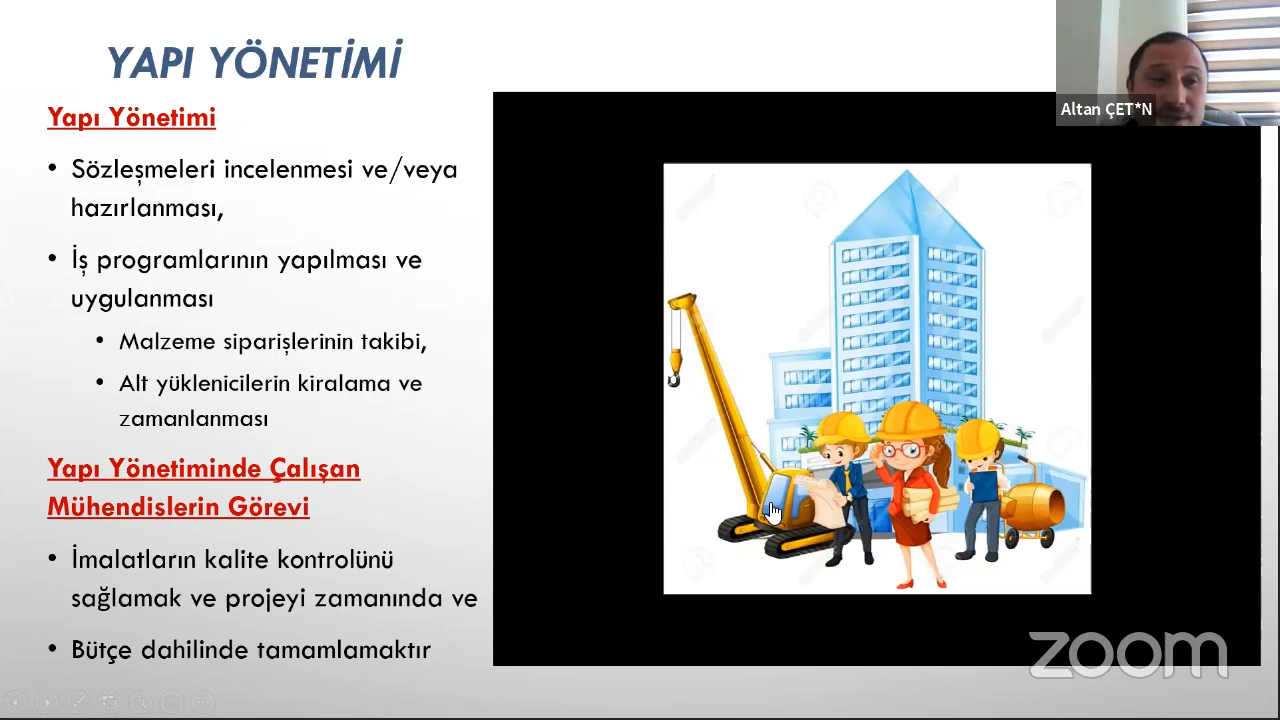 YAPI YÖNETİMİ
Altan ÇET*N
Yapı Yönetimi
• Sözleşmeleri incelenmesi ve/veya
hazırlanması,
• İş programlarının yapılması ve
uygulanması
• Malzeme siparişlerinin takibi,
• Alt yüklenicilerin kiralama ve
zamanlanması
Yapı Yönetiminde Çalışan
Mühendislerin Görevi
• İmalatların kalite kontrolünü
sağlamak ve projeyi zamanında ve
• Bütçe dahilinde tamamlamaktır
zoom